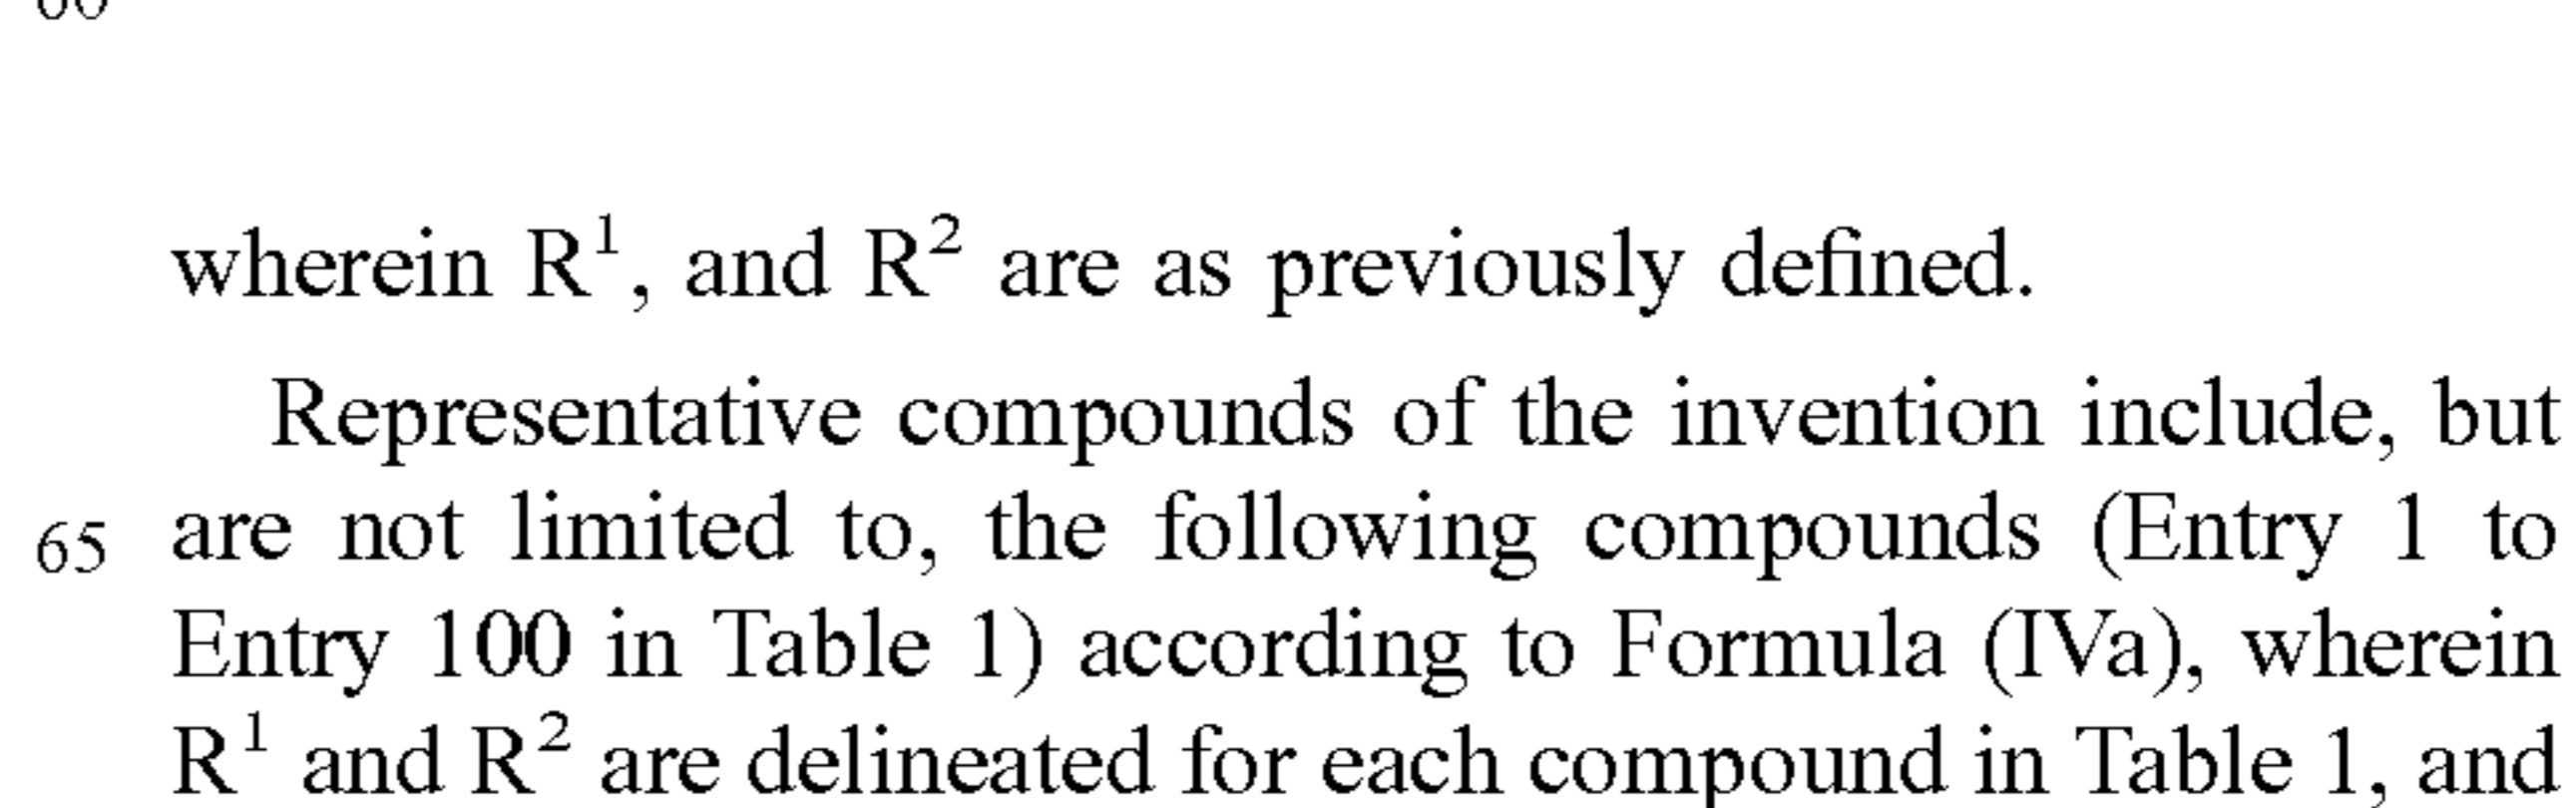 wherein R¹, and R² are as previously defined.
Representative compounds of the invention include, but
65 are not limited to, the following compounds (Entry 1 to
Entry 100 in Table 1) according to Formula (IVa), wherein
R¹ and R² are delineated for each compound in Table 1, and